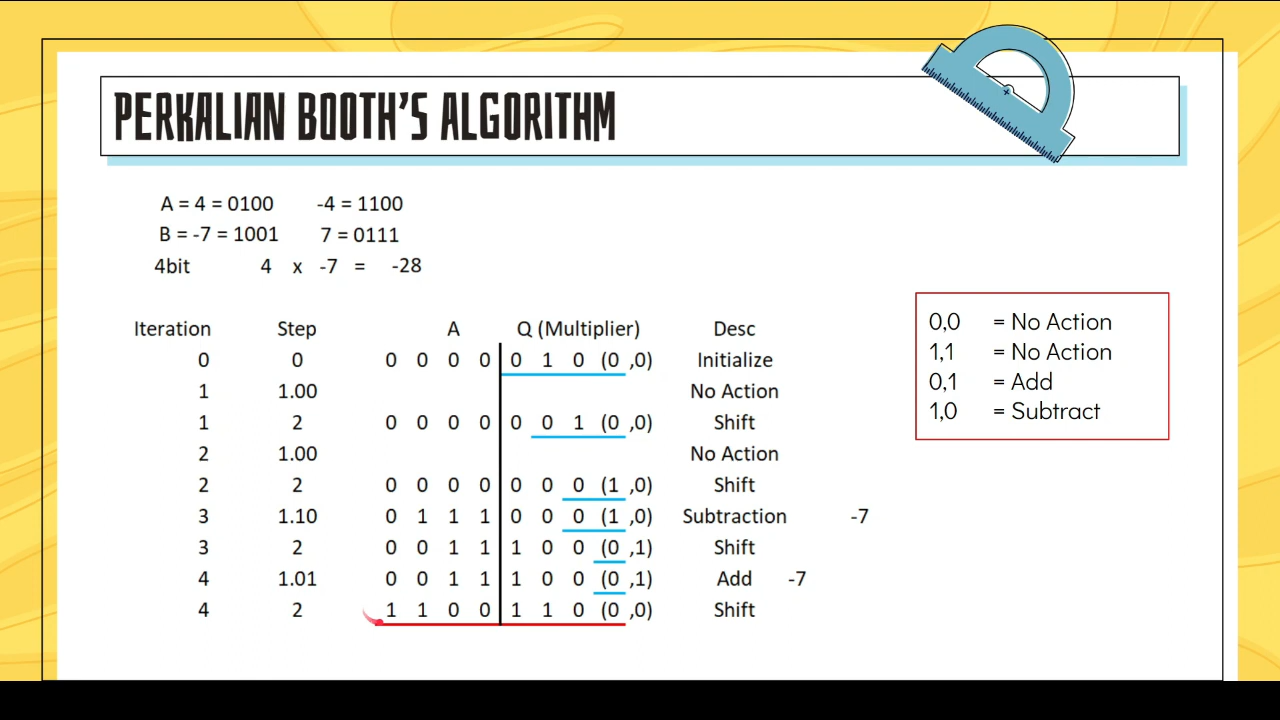 PERKALIAN BOOTH'S ALGORITHM
A = 4 = 0100 -4 = 1100
B = -7 = 1001 7 = 0111
4bit 4 x -7 = -28
Iteration Step A Q (Multiplier) Desc
0 0 0 0 0 0 0 1 0 (0 ,0) Initialize
1 1.00 No Action
1 2 0 0 0 0 0 0 1 (0 ,0) Shift
2 1.00 No Action
2 2 0 0 0 0 0 0 0 (1 ,0) Shift
3 1.10 0 1 1 1 0 0 0 (1 ,0) Subtraction -7
3 2 0 0 1 1 1 0 0 (0 ,1) Shift
4 1.01 0 0 1 1 1 0 0 (0 ,1) Add -7
4 2 1 1 0 0 1 1 0 (0 ,0) Shift
0,0 = No Action
1,1 = No Action
0,1 = Add
1,0 = Subtract